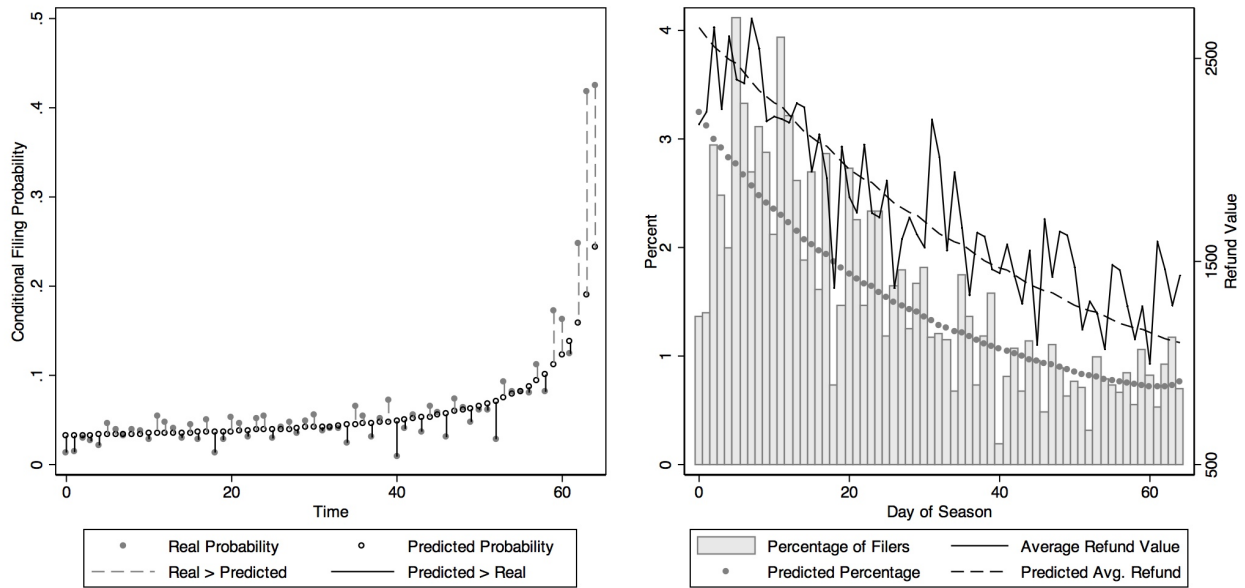 .5
.4
.3
.2
.1
0
Conditional Filing Probability
0 20 40 60
Time
Real Probability Predicted Probability
Real > Predicted Predicted > Real
4
3
2
1
0
Percent
2500
1500
500
Refund Value
0 20 40 60
Day of Season
Percentage of Filers Average Refund Value
Predicted Percentage Predicted Avg. Refund